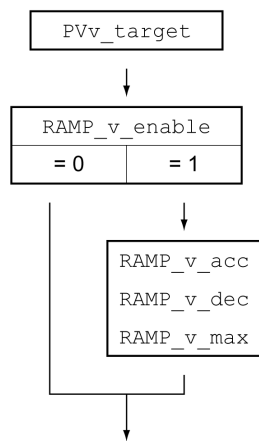 PVv_target
RAMP_v_enable
= 0 = 1
RAMP_v_acc
RAMP_v_dec
RAMP_v_max